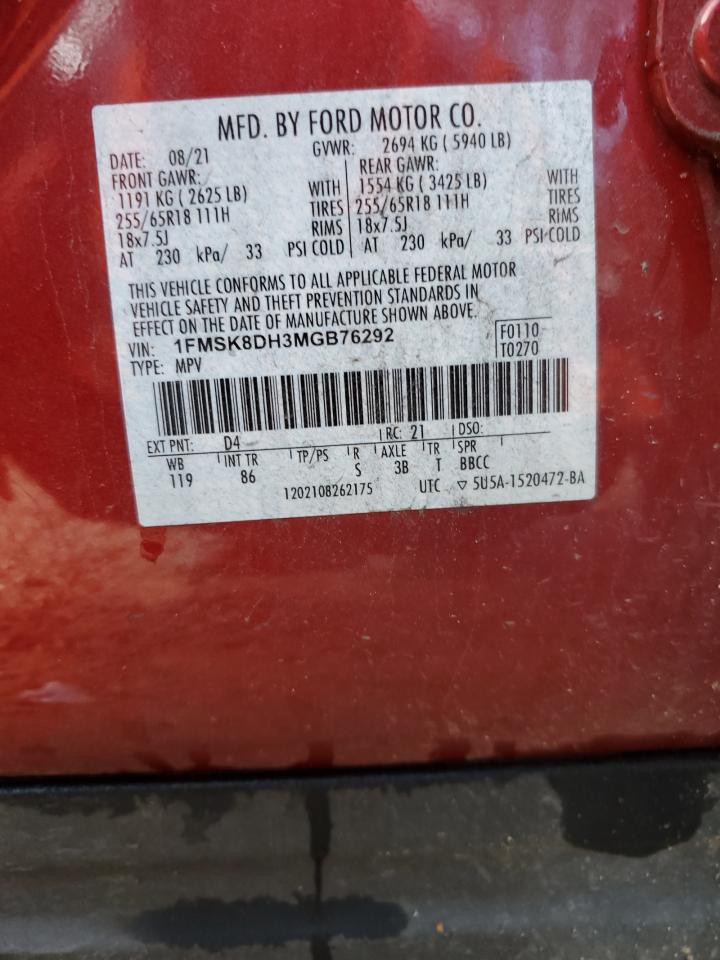 MFD. BY FORD MOTOR CO.
DATE: 08/21 GVWR: 2694 KG ( 5940 LB)
FRONT GAWR: REAR GAWR:
1191 KG ( 2625 LB) WITH 1554 KG ( 3425 LB) WITH
255/65R18 111H TIRES 255/65R18 111H TIRES
18x7.5J RIMS 18x7.5J RIMS
AT 230 kPa/ 33 PSI COLD AT 230 kPa/ 33 PSI COLD
THIS VEHICLE CONFORMS TO ALL APPLICABLE FEDERAL MOTOR
VEHICLE SAFETY AND THEFT PREVENTION STANDARDS IN
EFFECT ON THE DATE OF MANUFACTURE SHOWN ABOVE.
VIN: 1FMSK8DH3MGB76292 F0110
TYPE: MPV T0270
EXT PNT: D4 RC: 21 DSO:
WB INT TR TP/PS R AXLE TR SPR
119 86 S 3B T BBCC
1202108262175 UTC ▽ 5U5A-1520472-BA